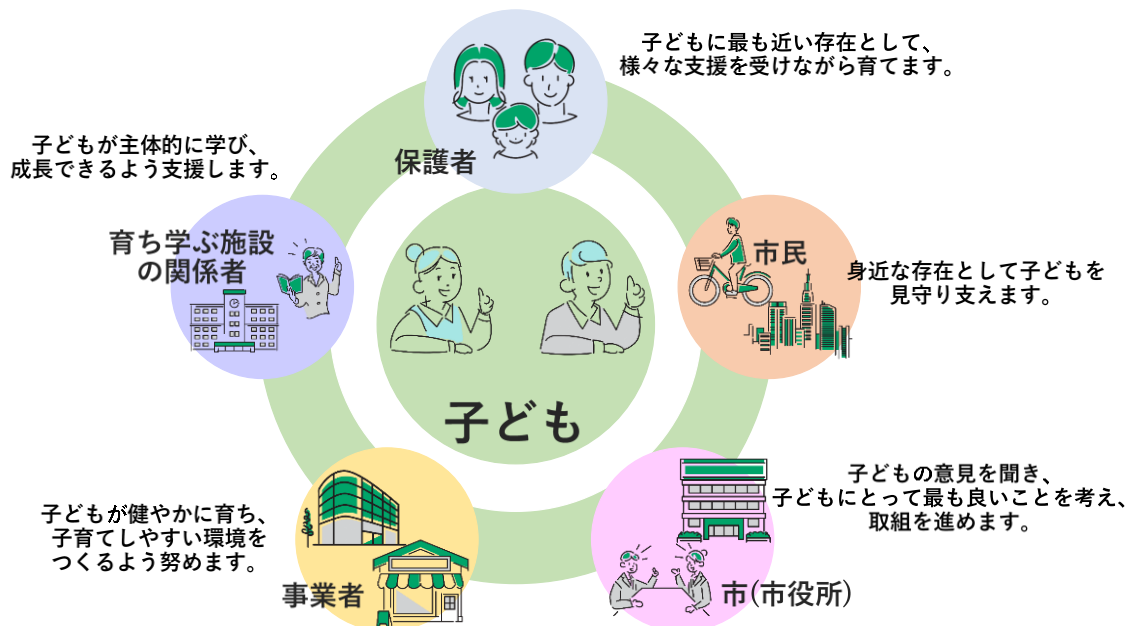 子どもに最も近い存在として、
様々な支援を受けながら育てます。
保護者
子どもが主体的に学び、
成長できるよう支援します。
育ち学ぶ施設
の関係者
市民
身近な存在として子どもを
見守り支えます。
子ども
子どもの意見を聞き、
子どもにとって最も良いことを考え、
取組を進めます。
市(市役所)
子どもが健やかに育ち、
子育てしやすい環境を
つくるよう努めます。
事業者